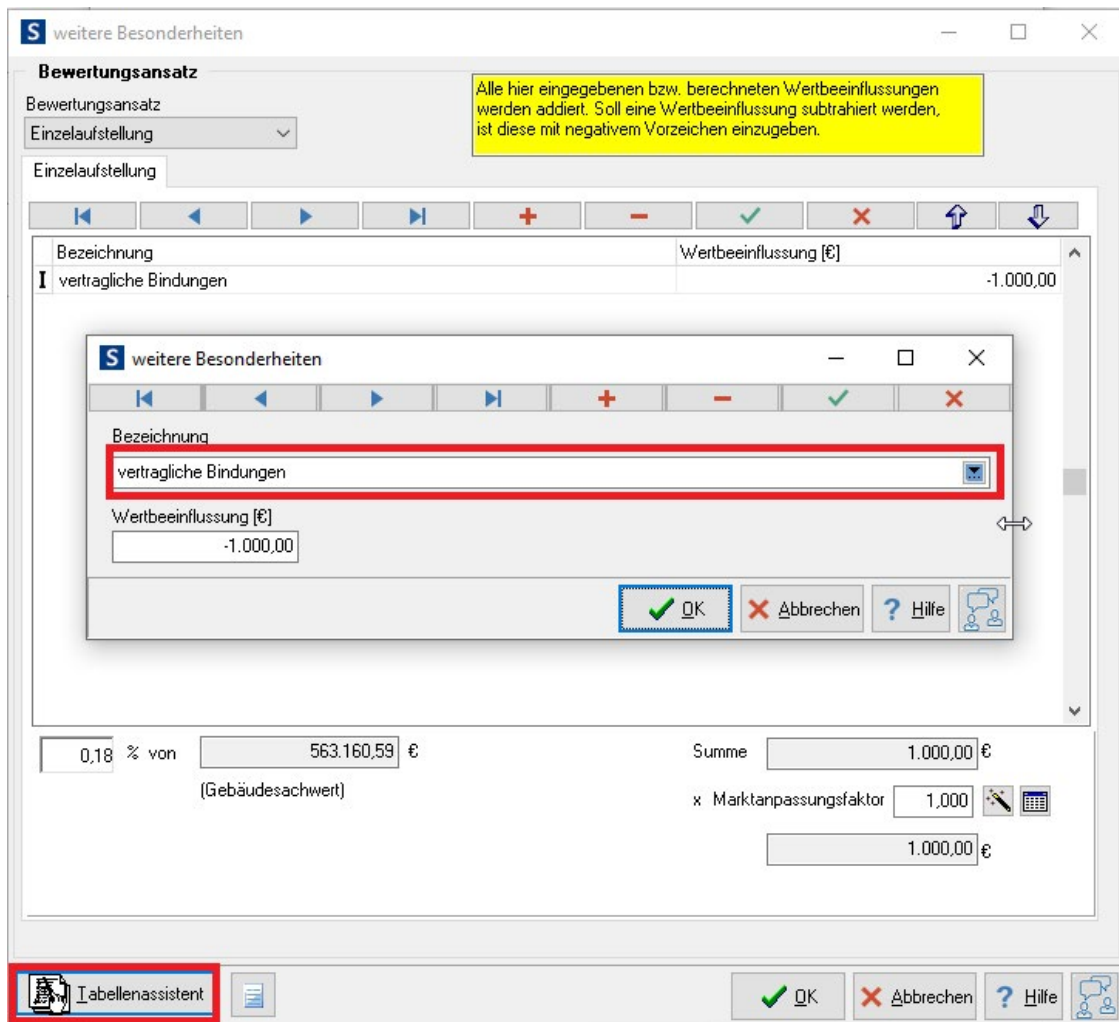 S weitere Besonderheiten
Bewertungsansatz
Bewertungsansatz
Einzelaufstellung
Alle hier eingegebenen bzw. berechneten Wertbeeinflussungen
werden addiert. Soll eine Wertbeeinflussung subtrahiert werden,
ist diese mit negativem Vorzeichen einzugeben.
Einzelaufstellung
Bezeichnung Wertbeeinflussung [€]
vertragliche Bindungen -1.000,00
S weitere Besonderheiten
Bezeichnung
vertragliche Bindungen
Wertbeeinflussung [€]
-1.000,00
OK Abbrechen ? Hilfe
0,18 % von 563.160,59 € Summe 1.000,00 €
(Gebäudesachwert) x Marktanpassungsfaktor 1,000
1.000,00 €
Tabellenassistent OK Abbrechen ? Hilfe